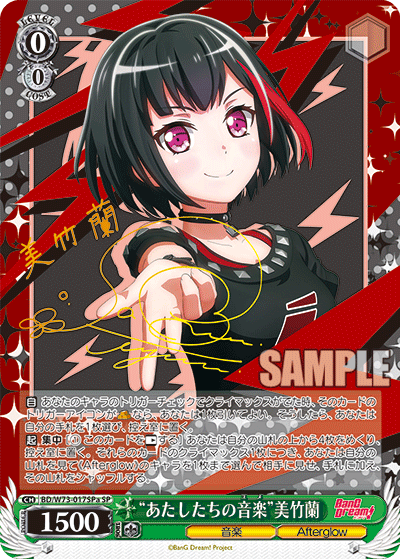 LEVEL
0
0
COST
美竹蘭
SAMPLE
自 あなたのキャラのトリガーチェックでクライマックスがでた時、そのカードの
トリガーアイコンが なら、あなたは1枚引いてよい。そうしたら、あなたは
自分の手札を1枚選び、控え室に置く。
起 集中 [ このカードを する] あなたは自分の山札の上から4枚をめくり、
控え室に置く。それらのカードのクライマックス1枚につき、あなたは自分の
山札を見て《Afterglow》のキャラを1枚まで選んで相手に見せ、手札に加え、
その山札をシャッフルする。
CH BD/W73-017SPa SP
1500
“あたしたちの音楽”美竹蘭
BanG Dream!
音楽
Afterglow
©BanG Dream! Project